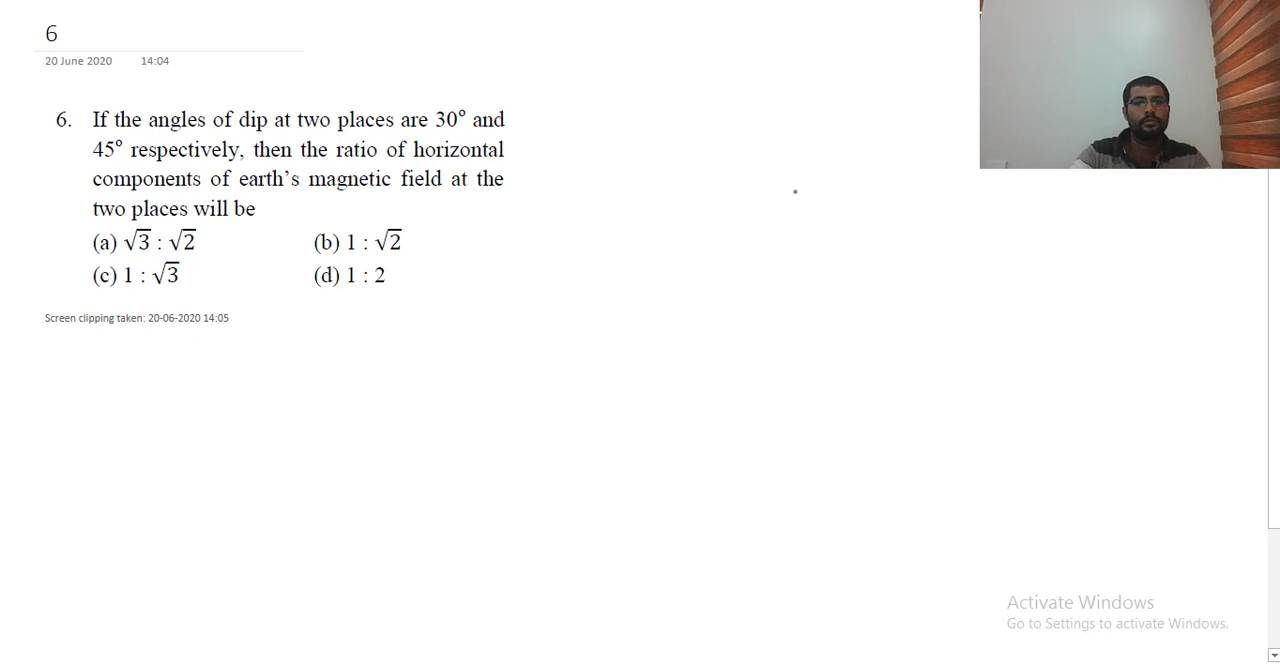 6
20 June 2020 14:04
6. If the angles of dip at two places are 30° and
45° respectively, then the ratio of horizontal
components of earth's magnetic field at the
two places will be
(a) √3 : √2 (b) 1 : √2
(c) 1 : √3 (d) 1 : 2
Screen clipping taken: 20-06-2020 14:05
Activate Windows
Go to Settings to activate Windows.